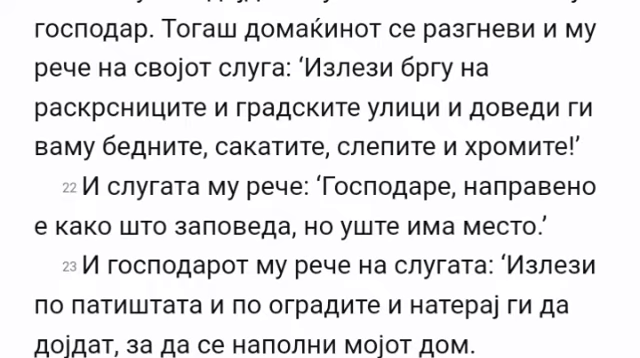 господар. Тогаш домаќинот се разгневи и му
рече на својот слуга: ‘Излези бргу на
раскрсниците и градските улици и доведи ги
ваму бедните, сакатите, слепите и хромите!’
22 И слугата му рече: ‘Господаре, направено
е како што заповеда, но уште има место.’
23 И господарот му рече на слугата: ‘Излези
по патиштата и по оградите и натерај ги да
дојдат, за да се наполни мојот дом.